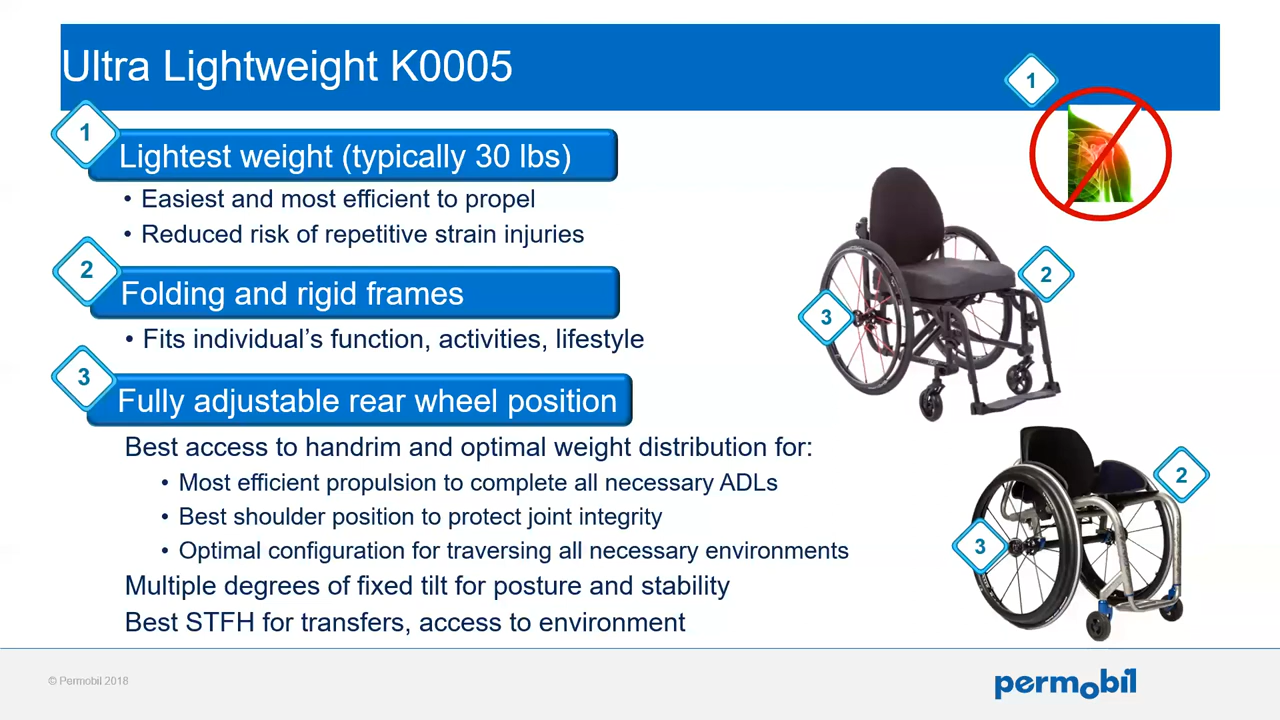 Ultra Lightweight K0005
1
1
Lightest weight (typically 30 lbs)
• Easiest and most efficient to propel
• Reduced risk of repetitive strain injuries
2
Folding and rigid frames
• Fits individual’s function, activities, lifestyle
3
Fully adjustable rear wheel position
Best access to handrim and optimal weight distribution for:
• Most efficient propulsion to complete all necessary ADLs
• Best shoulder position to protect joint integrity
• Optimal configuration for traversing all necessary environments
Multiple degrees of fixed tilt for posture and stability
Best STFH for transfers, access to environment
2
3
2
3
© Permobil 2018
permobil